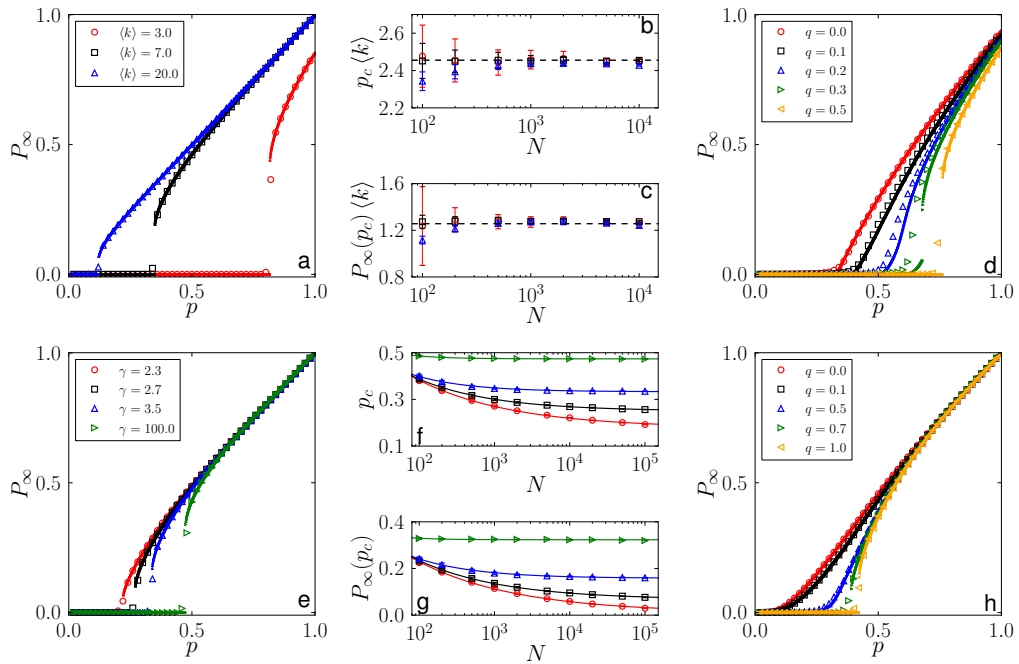 P∞
1.0
0.5
0.0
⟨k⟩ = 3.0
⟨k⟩ = 7.0
⟨k⟩ = 20.0
a
0.0 0.5 1.0
p
p_c ⟨k⟩
2.6
2.4
2.2
b
10² 10³ 10⁴
N
P∞(p_c) ⟨k⟩
1.6
1.2
0.8
c
10² 10³ 10⁴
N
P∞
1.0
0.5
0.0
q = 0.0
q = 0.1
q = 0.2
q = 0.3
q = 0.5
d
0.0 0.5 1.0
p
P∞
1.0
0.5
0.0
γ = 2.3
γ = 2.7
γ = 3.5
γ = 100.0
e
0.0 0.5 1.0
p
p_c
0.5
0.3
0.1
f
10² 10³ 10⁴ 10⁵
N
P∞(p_c)
0.4
0.2
0.0
g
10² 10³ 10⁴ 10⁵
N
P∞
1.0
0.5
0.0
q = 0.0
q = 0.1
q = 0.5
q = 0.7
q = 1.0
h
0.0 0.5 1.0
p